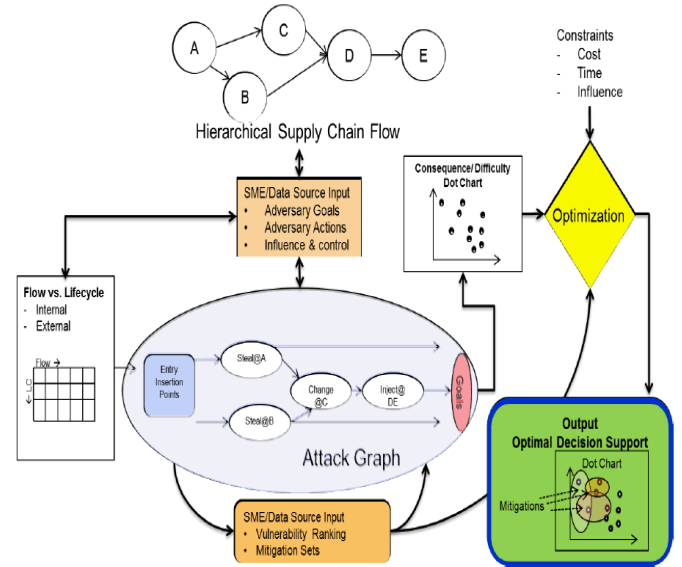 A
C
B
D
E
Hierarchical Supply Chain Flow
Constraints
- Cost
- Time
- Influence
SME/Data Source Input
• Adversary Goals
• Adversary Actions
• Influence & control
Consequence/ Difficulty
Dot Chart
Optimization
Flow vs. Lifecycle
- Internal
- External
Flow →
← LC
Entry
Insertion
Points
Steal@A
Steal@B
Change
@C
Inject@
DE
Goals
Attack Graph
SME/Data Source Input
• Vulnerability Ranking
• Mitigation Sets
Output
Optimal Decision Support
Dot Chart
Mitigations